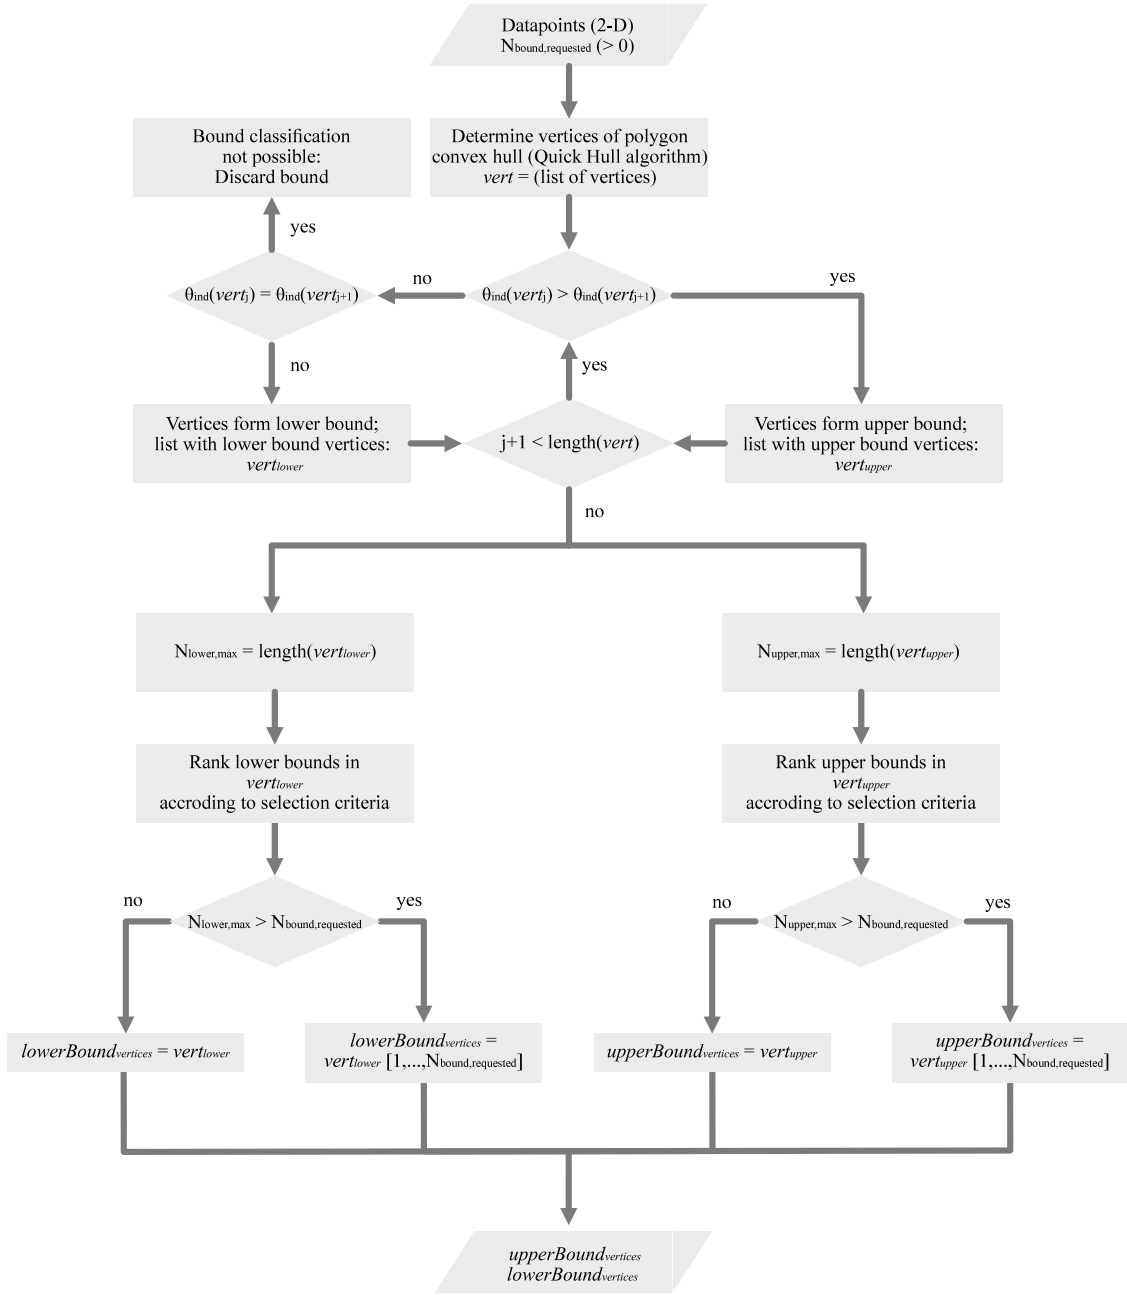 Datapoints (2-D)
Nbound,requested (> 0)
Bound classification
not possible:
Discard bound
Determine vertices of polygon
convex hull (Quick Hull algorithm)
vert = (list of vertices)
yes
θind(vertj) = θind(vertj+1)
no
θind(vertj) > θind(vertj+1)
yes
no
yes
Vertices form lower bound;
list with lower bound vertices:
vertlower
j+1 < length(vert)
Vertices form upper bound;
list with upper bound vertices:
vertupper
no
Nlower,max = length(vertlower)
Nupper,max = length(vertupper)
Rank lower bounds in
vertlower
accroding to selection criteria
Rank upper bounds in
vertupper
accroding to selection criteria
no
Nlower,max > Nbound,requested
yes
no
Nupper,max > Nbound,requested
yes
lowerBoundvertices = vertlower
lowerBoundvertices =
vertlower [1,...,Nbound,requested]
upperBoundvertices = vertupper
upperBoundvertices =
vertupper [1,...,Nbound,requested]
upperBoundvertices
lowerBoundvertices